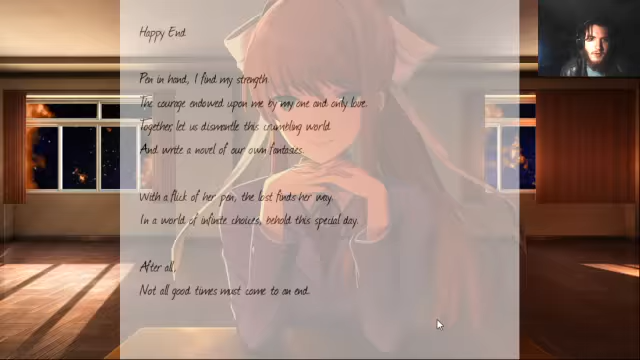 Happy End
Pen in hand, I find my strength.
The courage endowed upon me by my one and only love.
Together, let us dismantle this crumbling world
And write a novel of our own fantasies.
With a flick of her pen, the lost finds her way.
In a world of infinite choices, behold this special day.
After all,
Not all good times must come to an end.